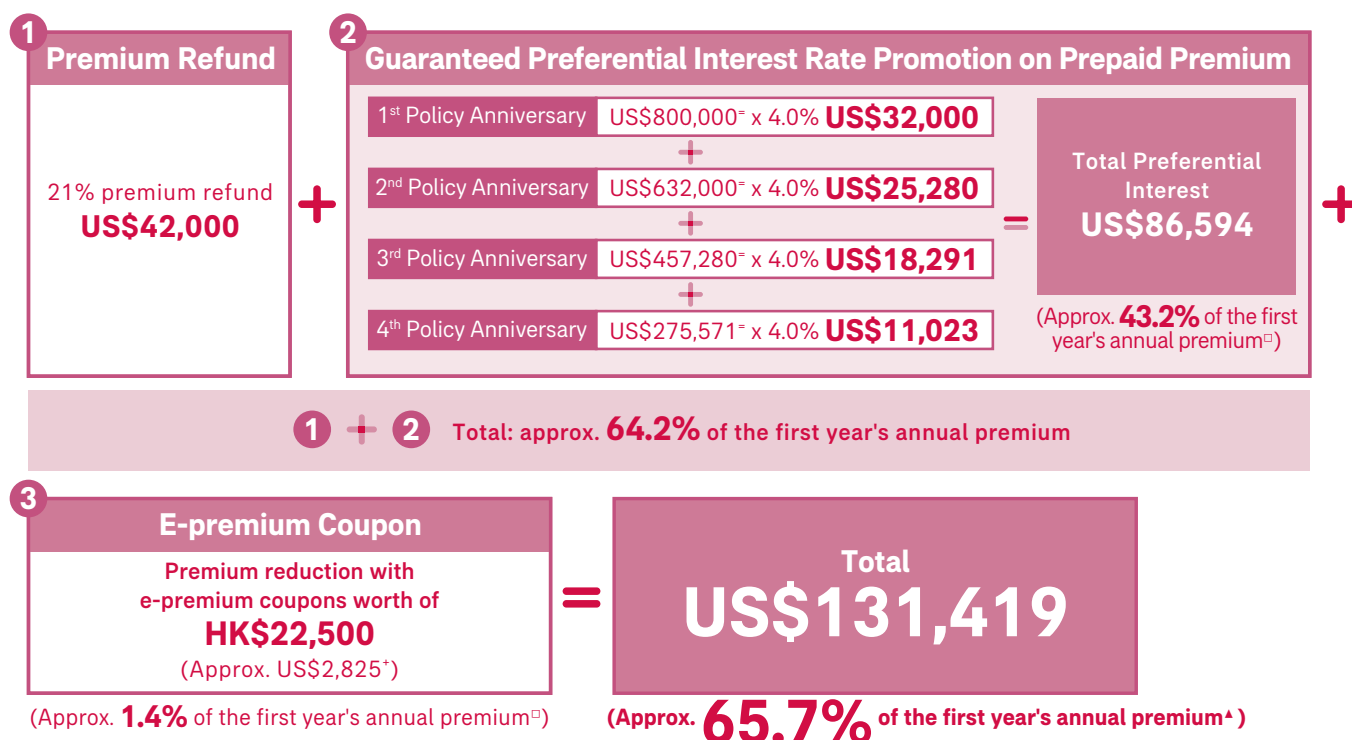 1
Premium Refund
21% premium refund
US$42,000
+
2
Guaranteed Preferential Interest Rate Promotion on Prepaid Premium
1st Policy Anniversary US$800,000= x 4.0% US$32,000
+
2nd Policy Anniversary US$632,000= x 4.0% US$25,280
+
3rd Policy Anniversary US$457,280= x 4.0% US$18,291
+
4th Policy Anniversary US$275,571= x 4.0% US$11,023
=
Total Preferential
Interest
US$86,594
(Approx. 43.2% of the first
year's annual premium□)
+
1 + 2 Total: approx. 64.2% of the first year's annual premium
3
E-premium Coupon
Premium reduction with
e-premium coupons worth of
HK$22,500
(Approx. US$2,825+)
(Approx. 1.4% of the first year's annual premium□)
=
Total
US$131,419
(Approx. 65.7% of the first year's annual premium▲)